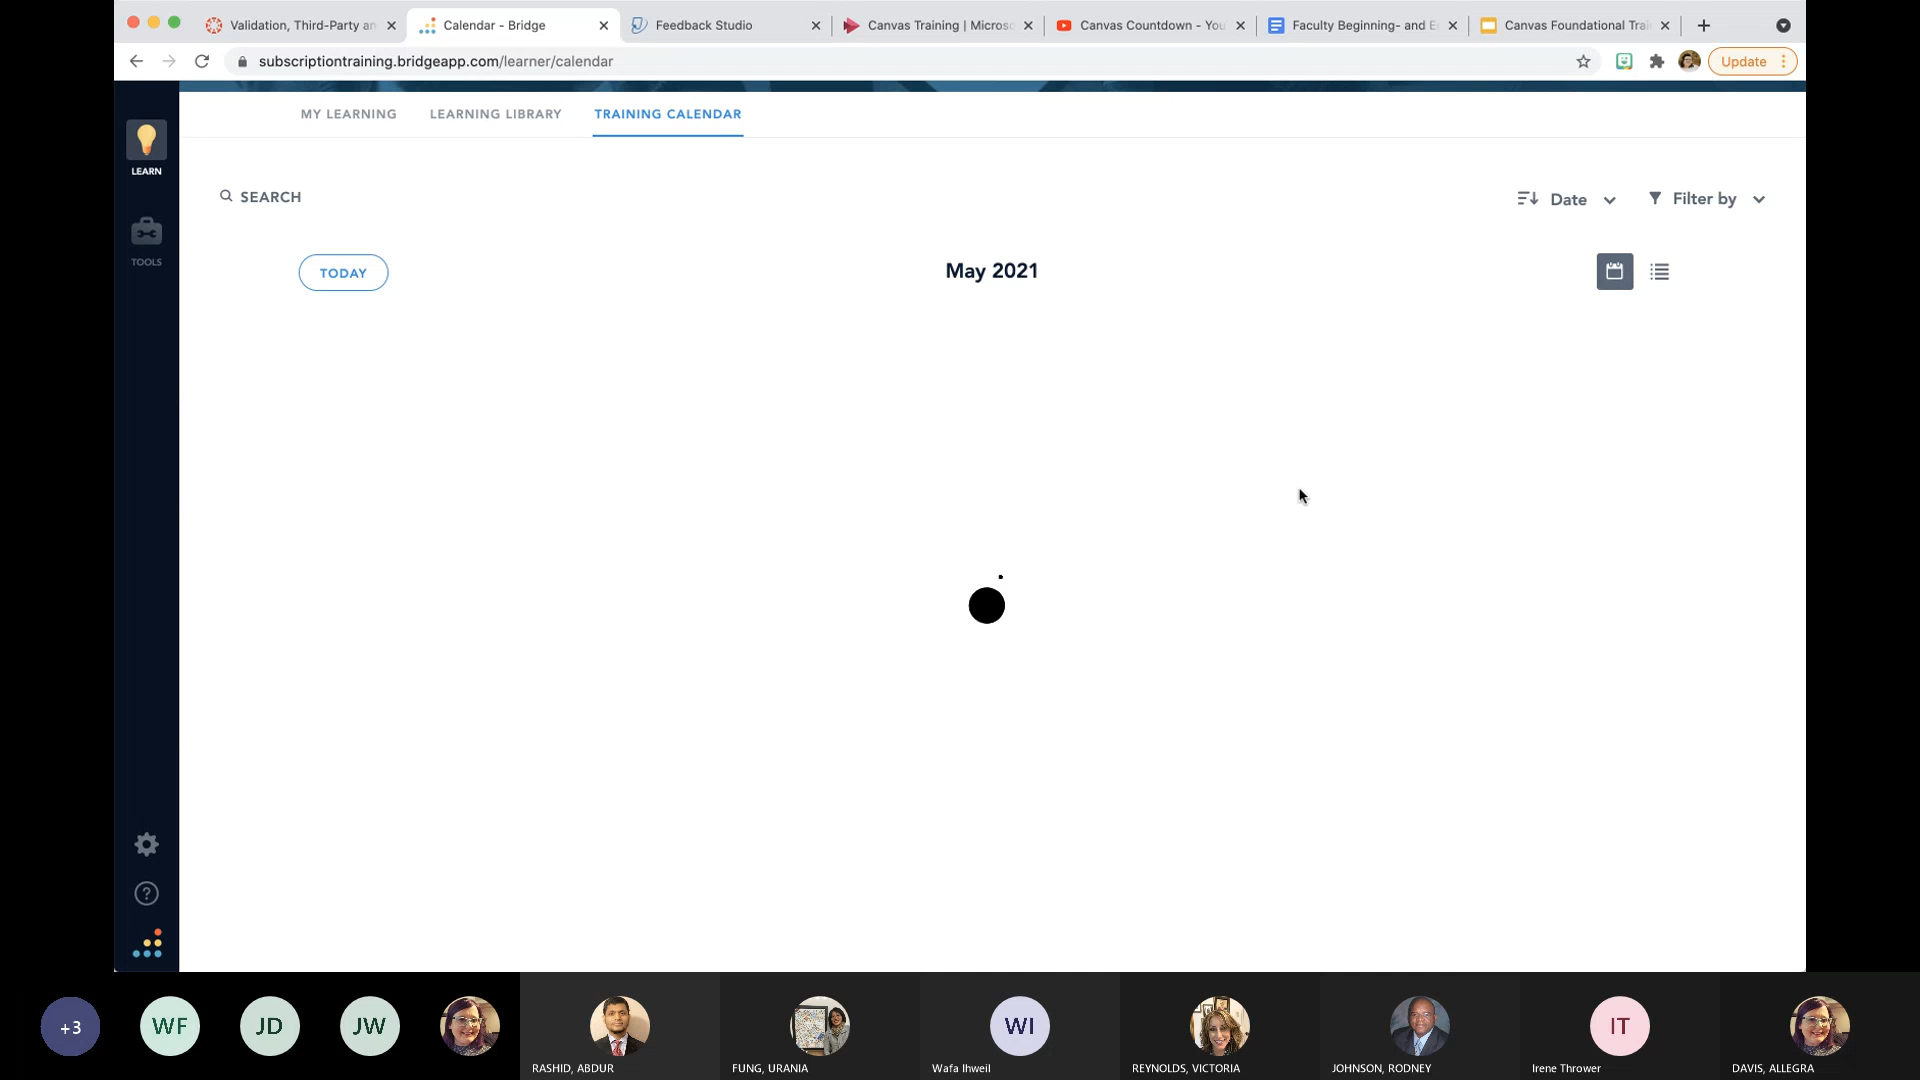 Validation, Third-Party an
Calendar - Bridge
Feedback Studio
Canvas Training | Microso
Canvas Countdown - You
Faculty Beginning- and E
Canvas Foundational Trai
subscriptiontraining.bridgeapp.com/learner/calendar
Update
MY LEARNING
LEARNING LIBRARY
TRAINING CALENDAR
LEARN
TOOLS
SEARCH
Date
Filter by
TODAY
May 2021
+3
WF
JD
JW
WI
IT
RASHID, ABDUR
FUNG, URANIA
Wafa Ihweil
REYNOLDS, VICTORIA
JOHNSON, RODNEY
Irene Thrower
DAVIS, ALLEGRA